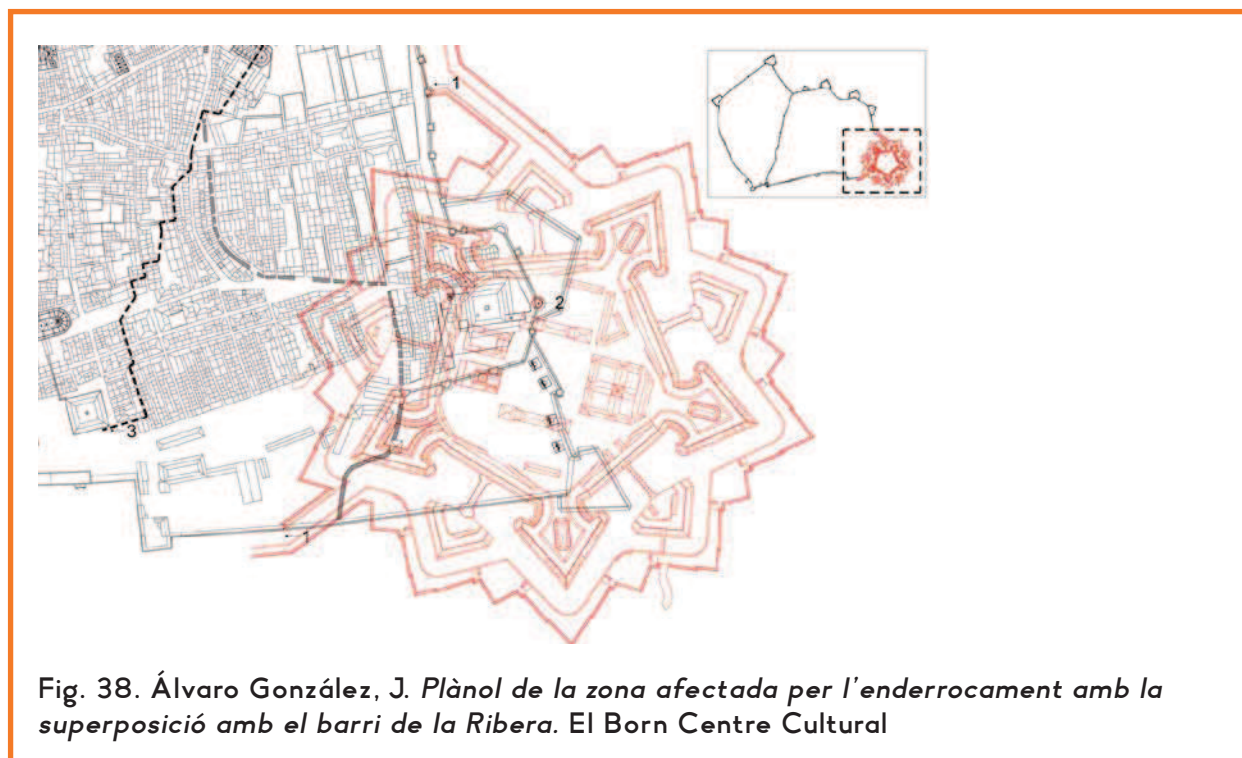 1
2
3
1
Fig. 38. Álvaro González, J. Plànol de la zona afectada per l'enderrocament amb la
superposició amb el barri de la Ribera. El Born Centre Cultural